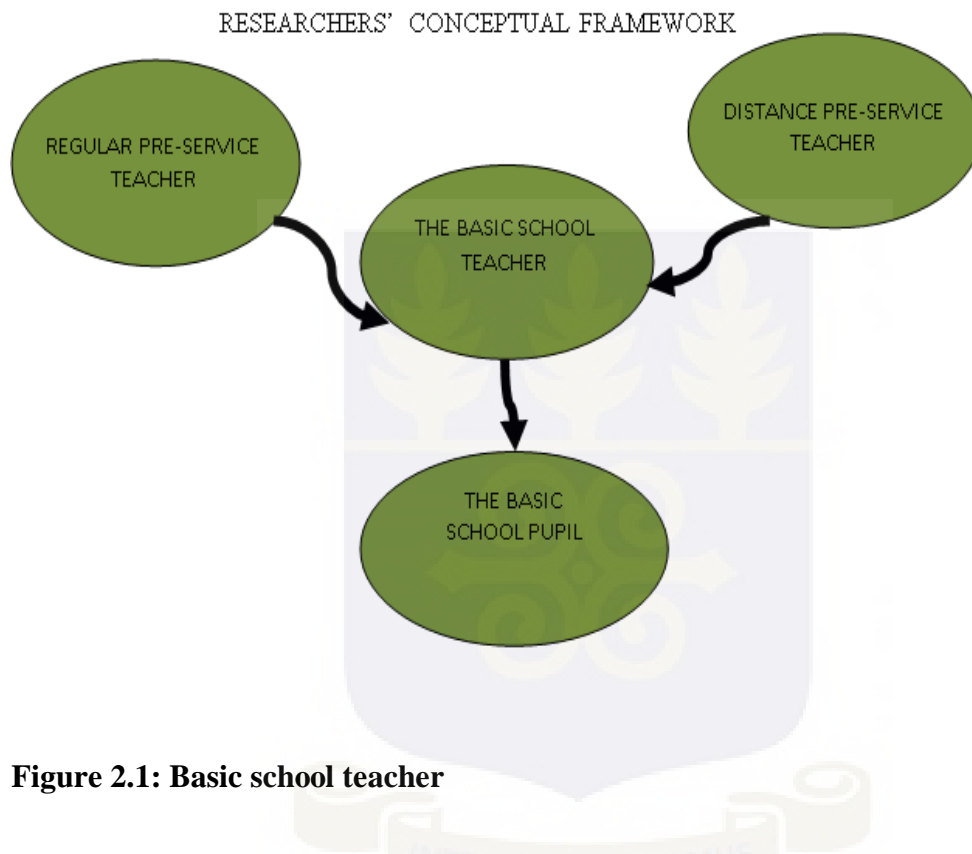 RESEARCHERS' CONCEPTUAL FRAMEWORK
REGULAR PRE-SERVICE
TEACHER
DISTANCE PRE-SERVICE
TEACHER
THE BASIC SCHOOL
TEACHER
THE BASIC
SCHOOL PUPIL
Figure 2.1: Basic school teacher